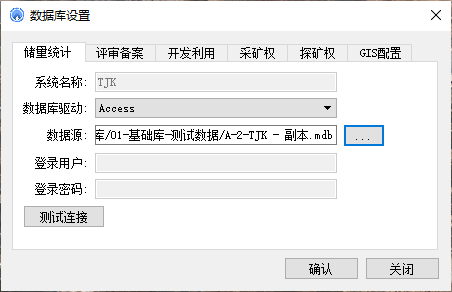 数据库设置
储量统计 评审备案 开发利用 采矿权 探矿权 GIS配置
系统名称: TJK
数据库驱动: Access
数据源: 库/01-基础库-测试数据/A-2-TJK - 副本.mdb ...
登录用户:
登录密码:
测试连接
确认 关闭